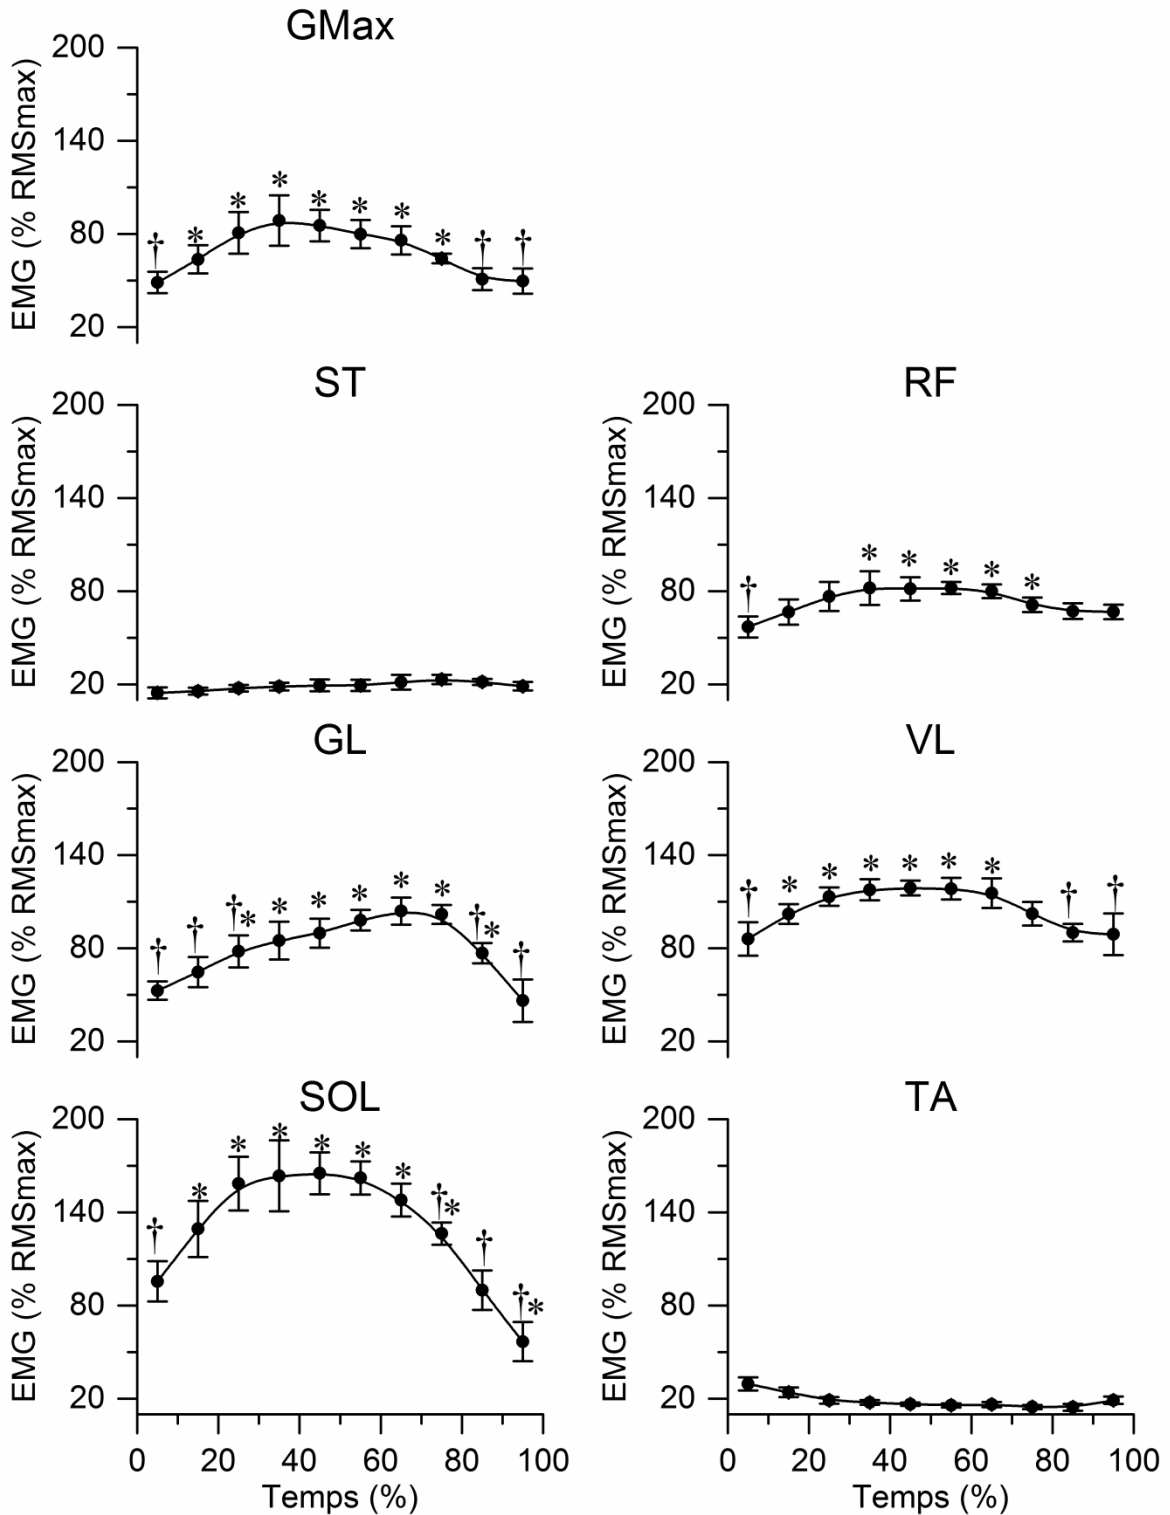 GMax
EMG (% RMSmax)
200
140
80
20
† * * * * * * * † †
ST
EMG (% RMSmax)
200
140
80
20
RF
EMG (% RMSmax)
200
140
80
20
† * * * * *
GL
EMG (% RMSmax)
200
140
80
20
† † †* * * * * * †* †
VL
EMG (% RMSmax)
200
140
80
20
† * * * * * * † †
SOL
EMG (% RMSmax)
200
140
80
20
† * * * * * * †* † †*
0 20 40 60 80 100
Temps (%)
TA
EMG (% RMSmax)
200
140
80
20
0 20 40 60 80 100
Temps (%)